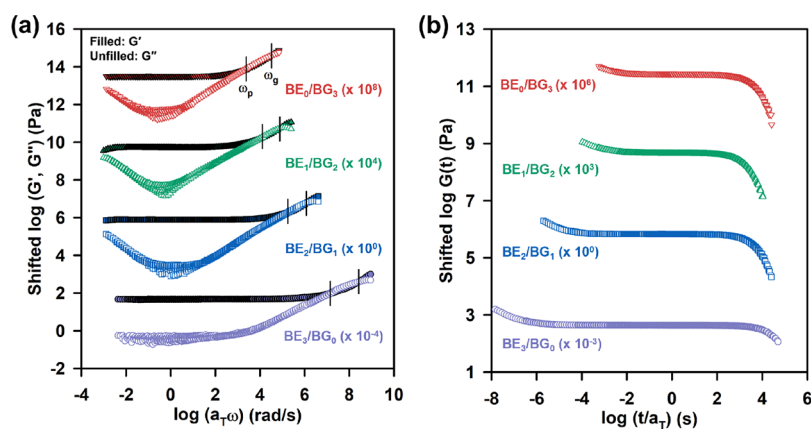 (a)
Filled: G′
Unfilled: G″
ωp
ωg
BE0/BG3 (x 10^8)
BE1/BG2 (x 10^4)
BE2/BG1 (x 10^0)
BE3/BG0 (x 10^-4)
Shifted log (G′, G″) (Pa)
16
14
12
10
8
6
4
2
0
-2
-4
-2
0
2
4
6
8
10
log (aTω) (rad/s)
(b)
BE0/BG3 (x 10^6)
BE1/BG2 (x 10^3)
BE2/BG1 (x 10^0)
BE3/BG0 (x 10^-3)
Shifted log G(t) (Pa)
13
11
9
7
5
3
1
-8
-6
-4
-2
0
2
4
6
log (t/aT) (s)